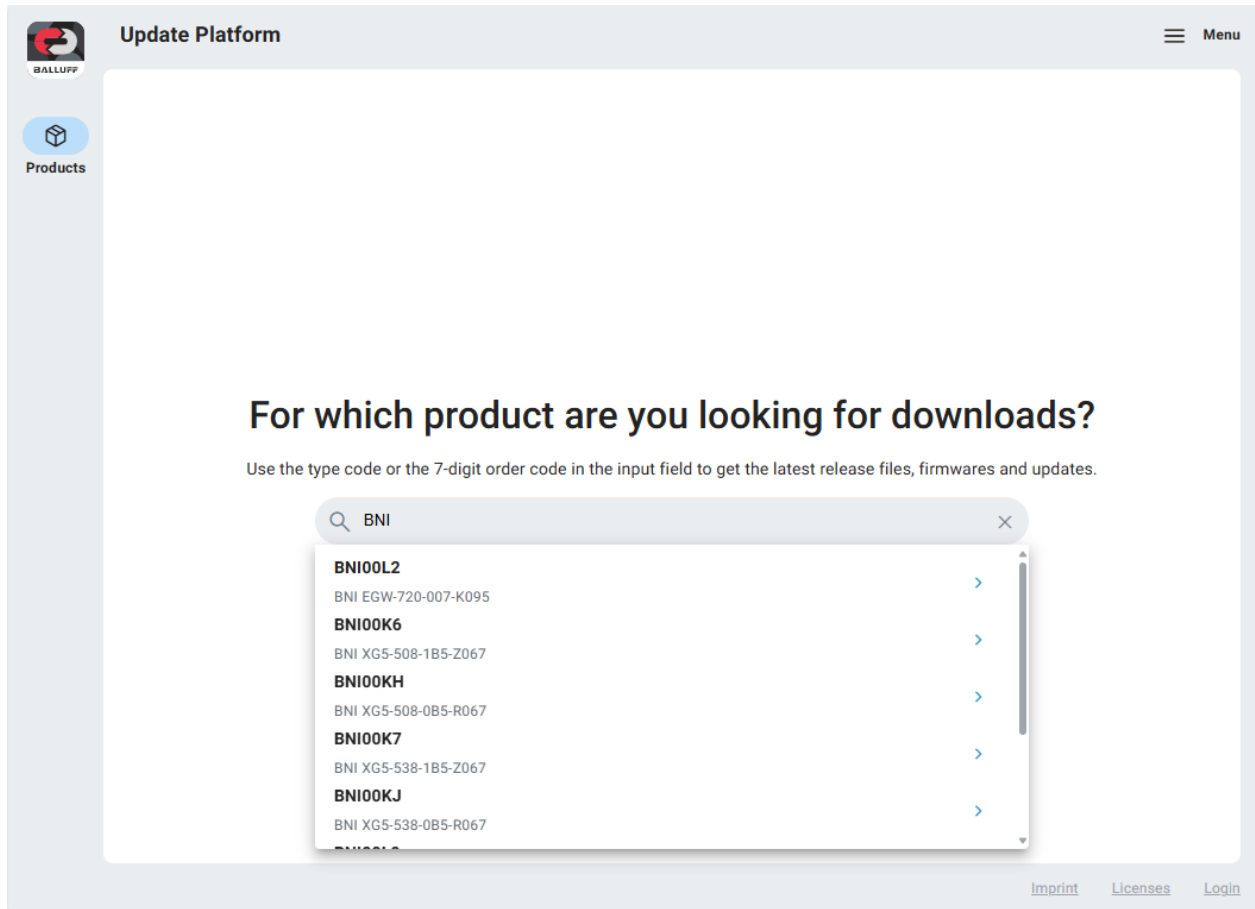 Update Platform
Menu
BALLUFF
Products
For which product are you looking for downloads?
Use the type code or the 7-digit order code in the input field to get the latest release files, firmwares and updates.
BNI
BNI00L2
BNI EGW-720-007-K095
BNI00K6
BNI XG5-508-1B5-Z067
BNI00KH
BNI XG5-508-0B5-R067
BNI00K7
BNI XG5-538-1B5-Z067
BNI00KJ
BNI XG5-538-0B5-R067
Imprint
Licenses
Login